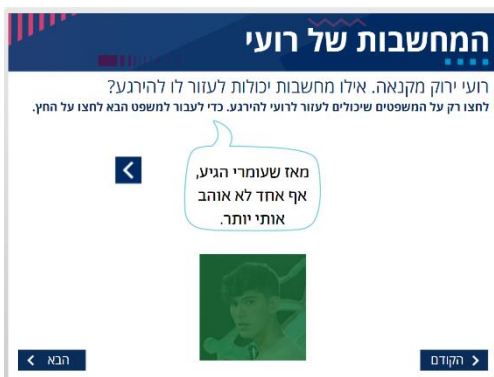 המחשבות של רועי
רועי ירוק מקנאה. אילו מחשבות יכולות לעזור לו להירגע?
לחצו רק על המשפטים שיכולים לעזור לרועי להירגע. כדי לעבור למשפט הבא לחצו על החץ.
מאז שעומרי הגיע,
אף אחד לא אוהב
אותי יותר.
הקודם
הבא